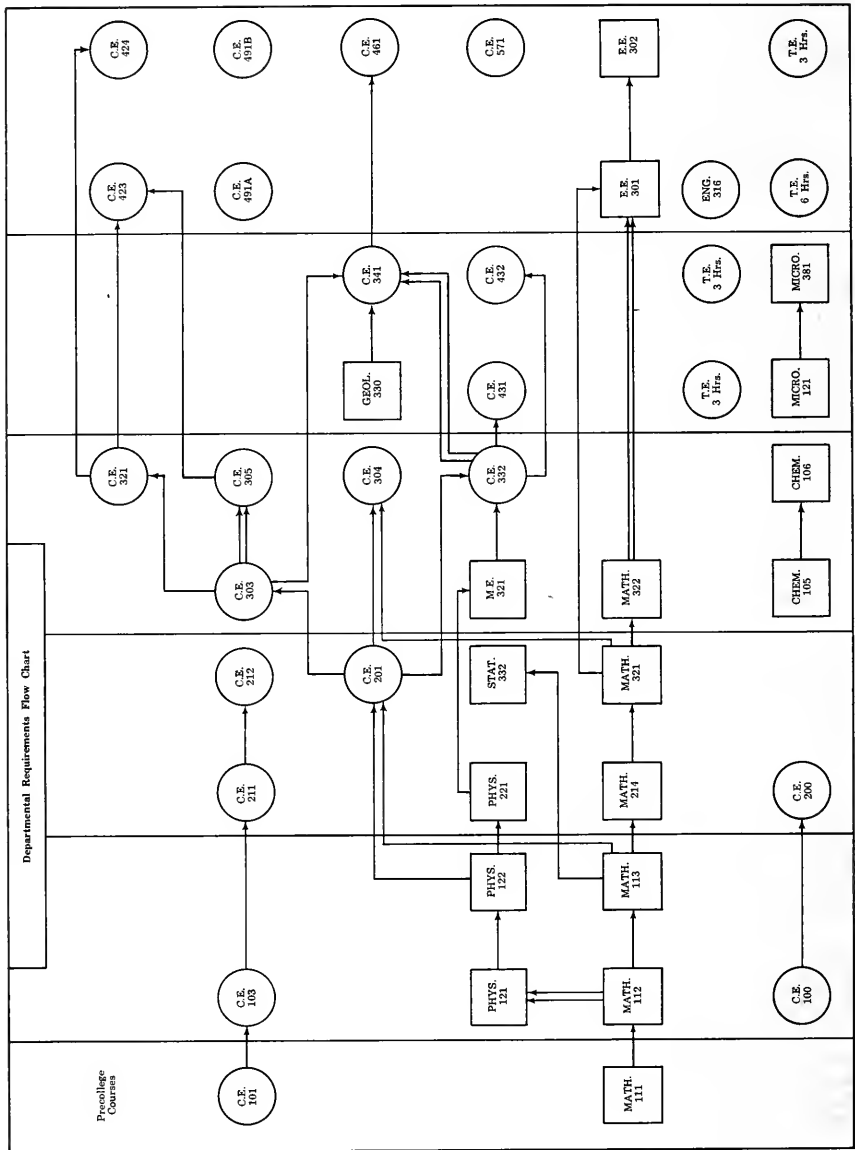 Departmental Requirements Flow Chart
Precollege
Courses
C.E.
101
MATH.
111
C.E.
103
PHYS.
121
MATH.
112
C.E.
100
PHYS.
122
MATH.
113
C.E.
211
PHYS.
221
MATH.
214
C.E.
200
C.E.
212
C.E.
201
STAT.
332
MATH.
321
C.E.
303
M.E.
321
MATH.
322
CHEM.
105
C.E.
321
C.E.
305
C.E.
304
C.E.
332
CHEM.
106
GEOL.
330
C.E.
431
T.E.
3 Hrs.
MICRO.
121
C.E.
341
C.E.
432
T.E.
3 Hrs.
MICRO.
381
C.E.
423
C.E.
491A
E.E.
301
ENG.
316
T.E.
6 Hrs.
C.E.
424
C.E.
491B
C.E.
461
C.E.
571
E.E.
302
T.E.
3 Hrs.